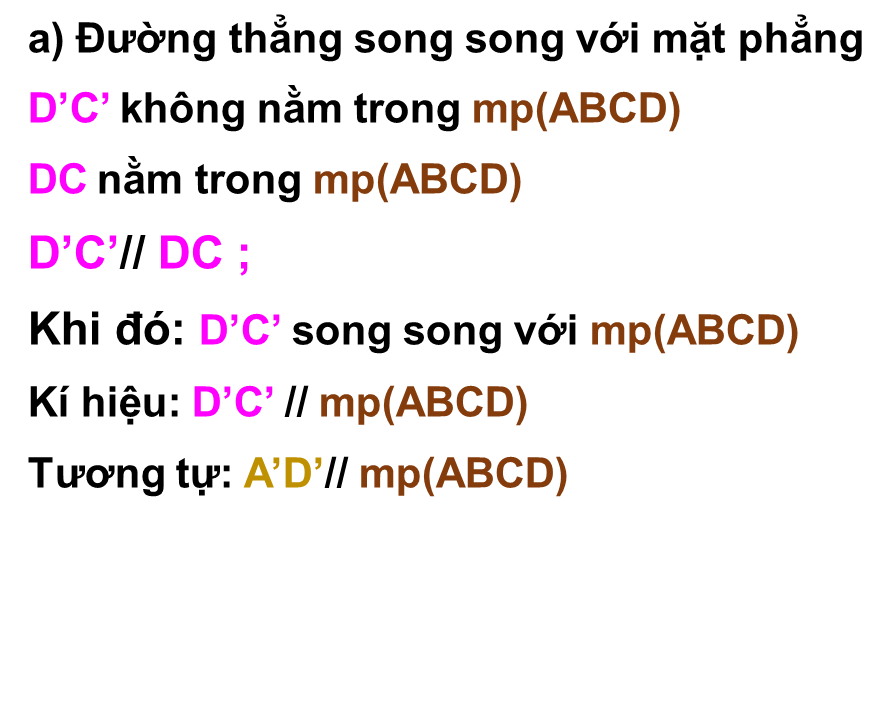 a) Đường thẳng song song với mặt phẳng
D’C’ không nằm trong mp(ABCD)
DC nằm trong mp(ABCD)
D’C’// DC ;
Khi đó: D’C’ song song với mp(ABCD)
Kí hiệu: D’C’ // mp(ABCD)
Tương tự: A’D’// mp(ABCD)